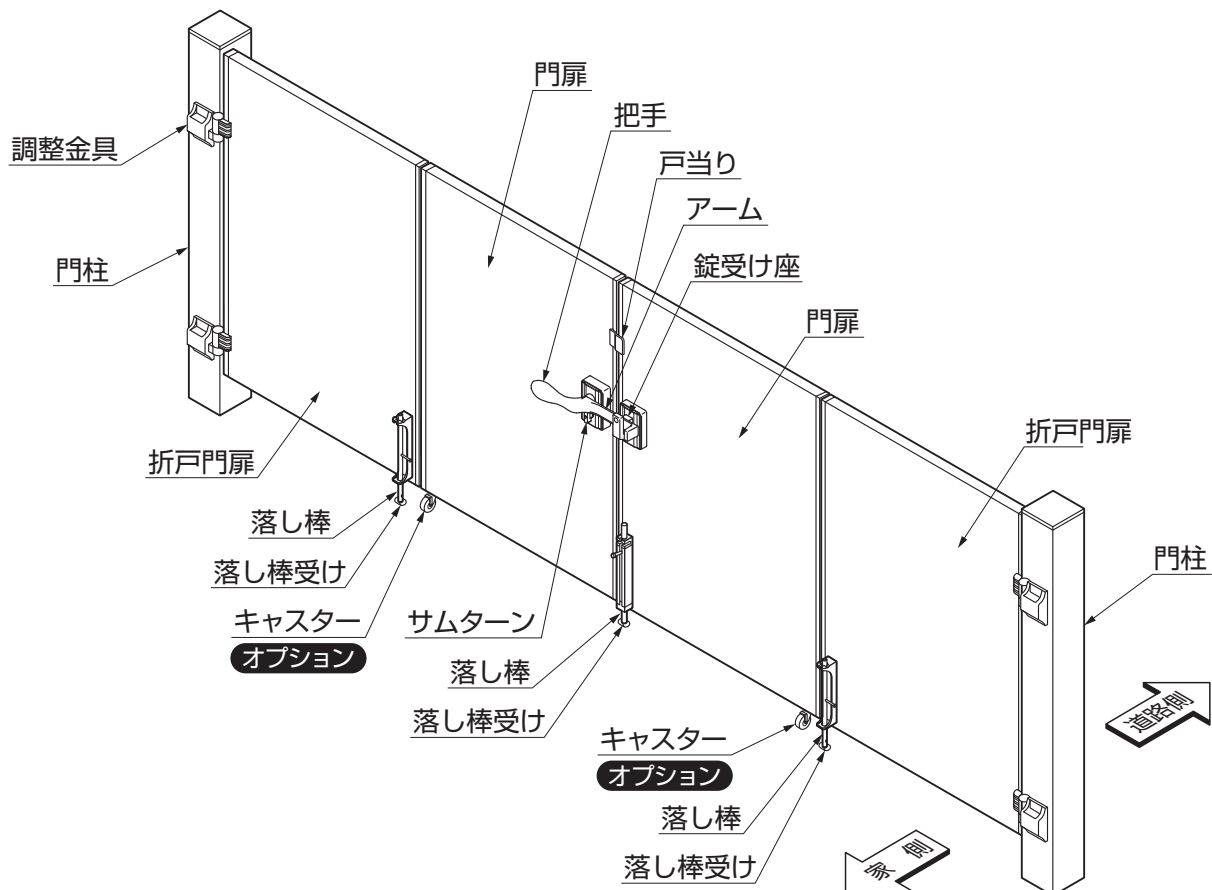 門扉
把手
戸当り
アーム
錠受け座
調整金具
門柱
門扉
折戸門扉
折戸門扉
落し棒
落し棒受け
キャスター
オプション
サムターン
落し棒
落し棒受け
門柱
キャスター
オプション
落し棒
落し棒受け
道路側
家側